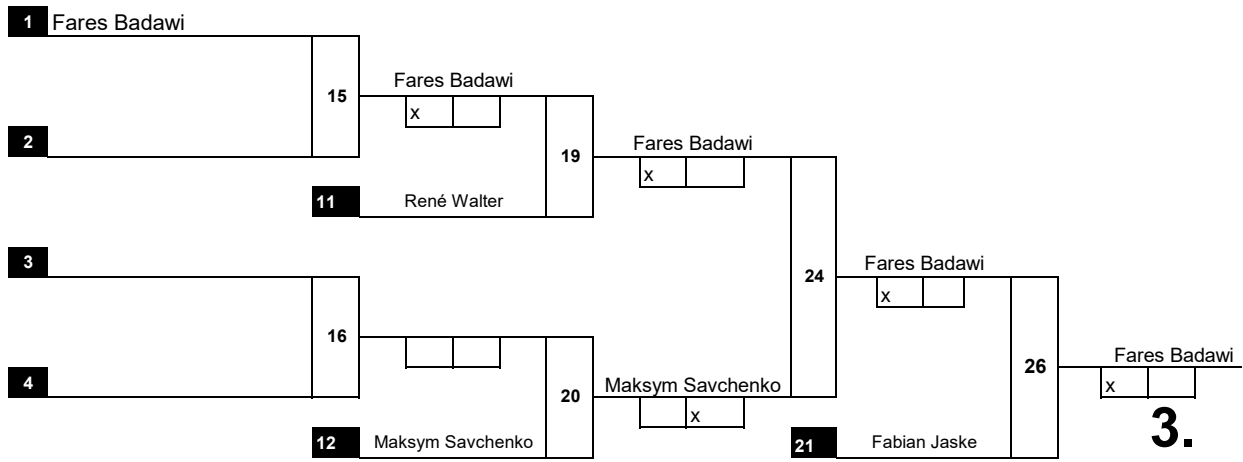 1 Fares Badawi
Fares Badawi
15
x
2
Fares Badawi
19
x
11 René Walter
3
Fares Badawi
24
x
16
Fares Badawi
26
x
4
Maksym Savchenko
20
x
3.
12 Maksym Savchenko
21 Fabian Jaske